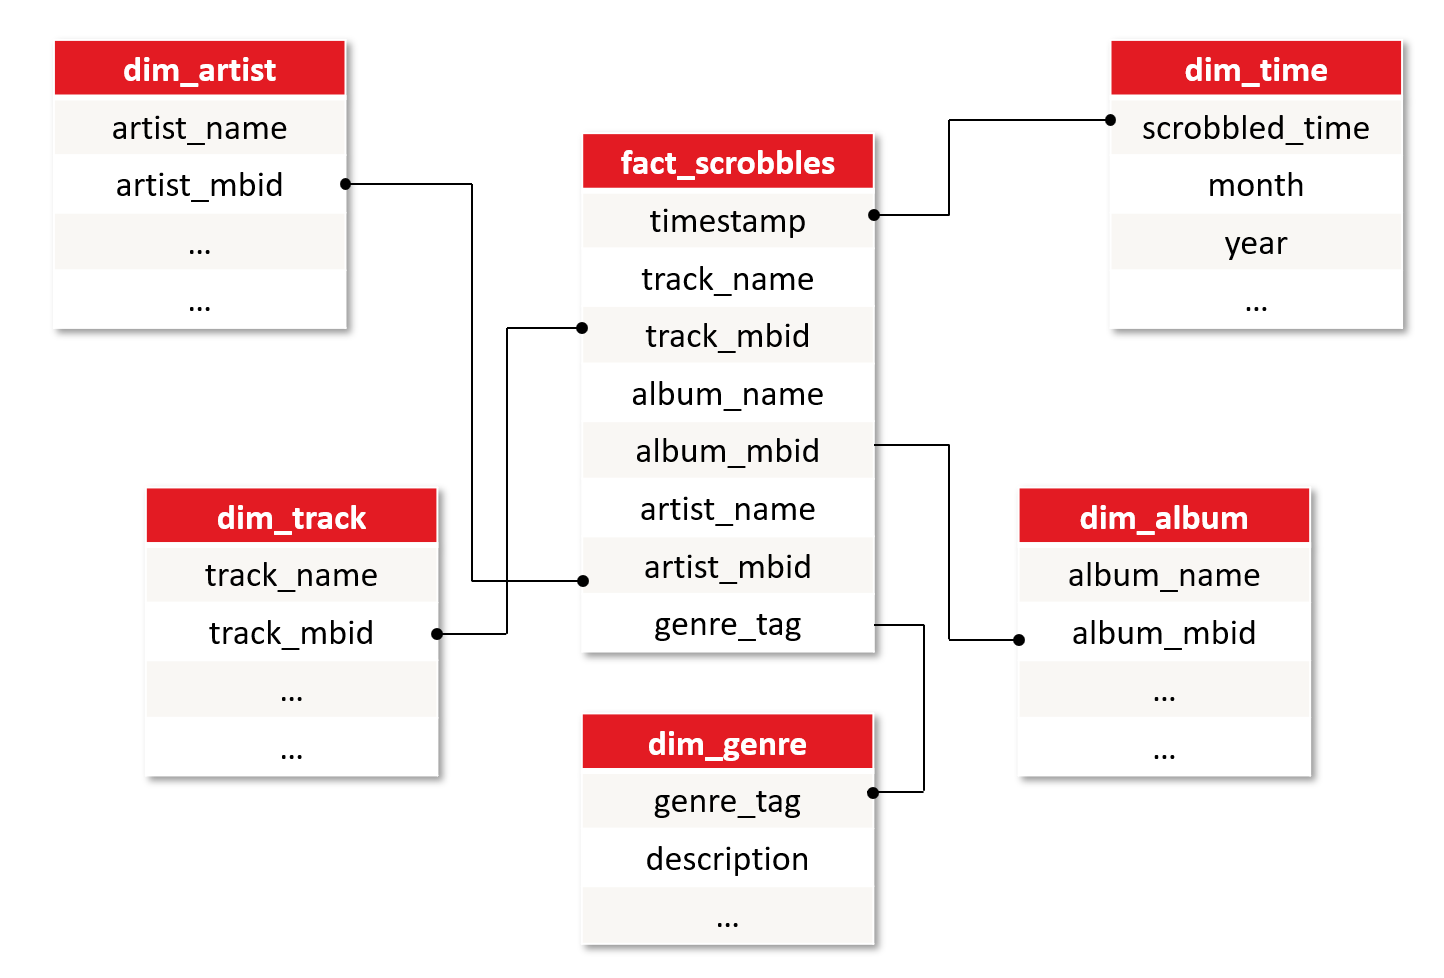 dim_artist
artist_name
artist_mbid
...
...
fact_scrobbles
timestamp
track_name
track_mbid
album_name
album_mbid
artist_name
artist_mbid
genre_tag
dim_time
scrobbled_time
month
year
...
dim_track
track_name
track_mbid
...
...
dim_album
album_name
album_mbid
...
...
dim_genre
genre_tag
description
...